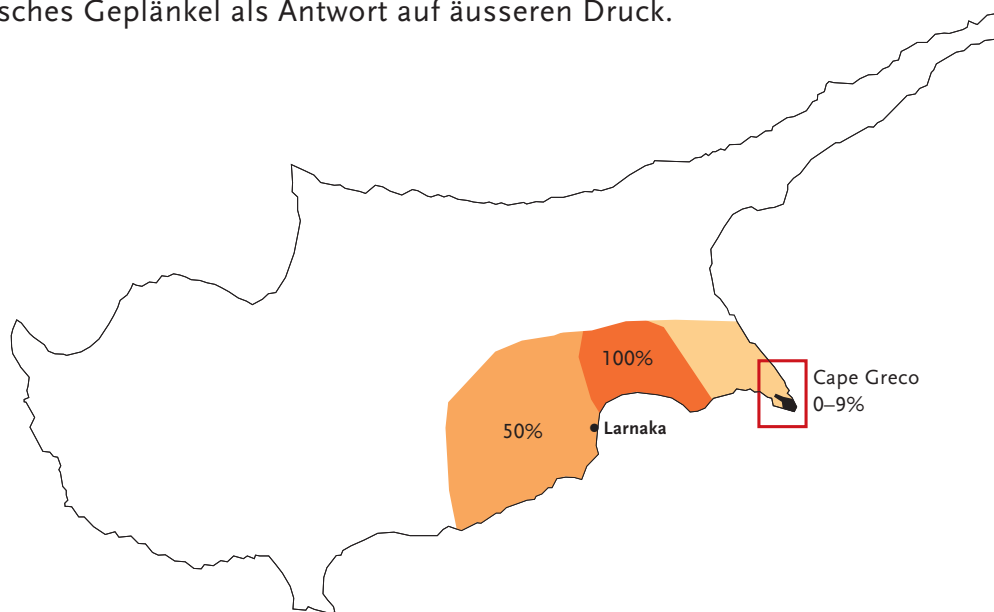 sches Geplänkel als Antwort auf äusseren Druck.
100%
Cape Greco
0–9%
50%
Larnaka